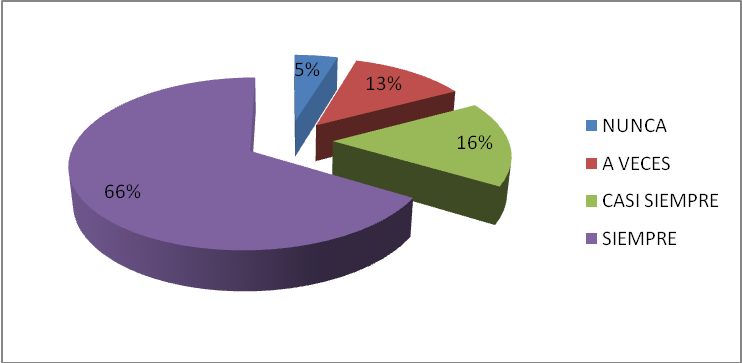 5%
13%
16%
66%
NUNCA
A VECES
CASI SIEMPRE
SIEMPRE